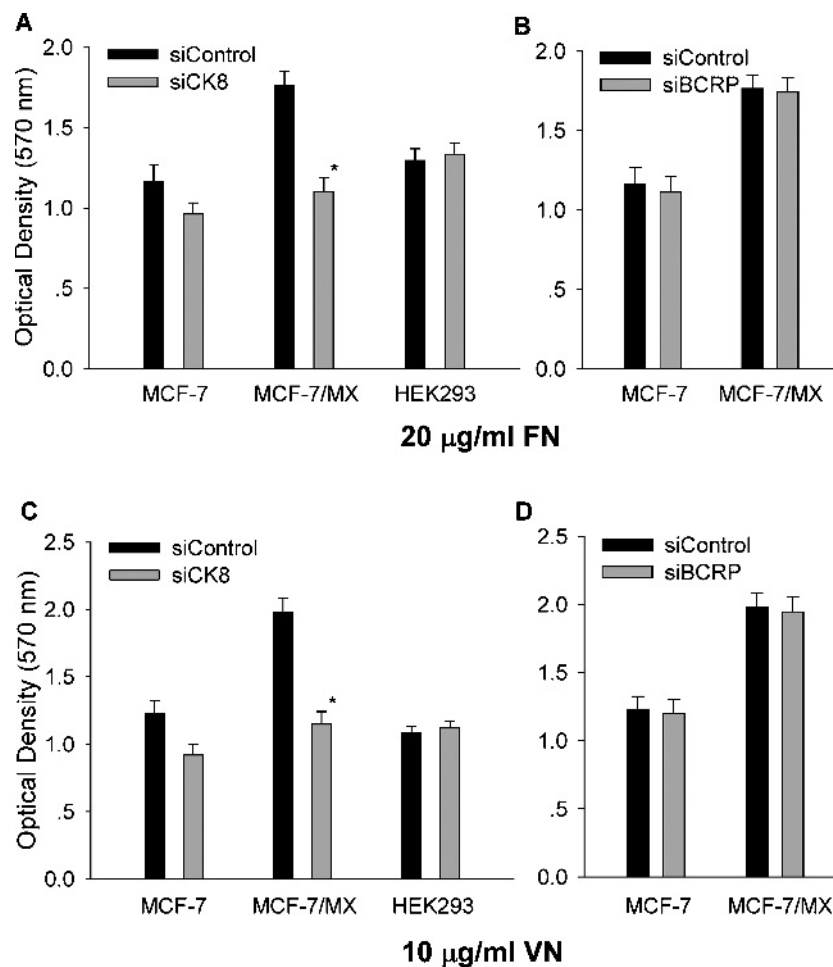 A
siControl
siCK8
Optical Density (570 nm)
2.0
1.5
1.0
.5
0.0
*
MCF-7 MCF-7/MX HEK293
B
siControl
siBCRP
2.0
1.5
1.0
.5
0.0
MCF-7 MCF-7/MX
20 μg/ml FN
C
siControl
siCK8
Optical Density (570 nm)
2.5
2.0
1.5
1.0
.5
0.0
*
MCF-7 MCF-7/MX HEK293
D
siControl
siBCRP
2.5
2.0
1.5
1.0
.5
0.0
MCF-7 MCF-7/MX
10 μg/ml VN